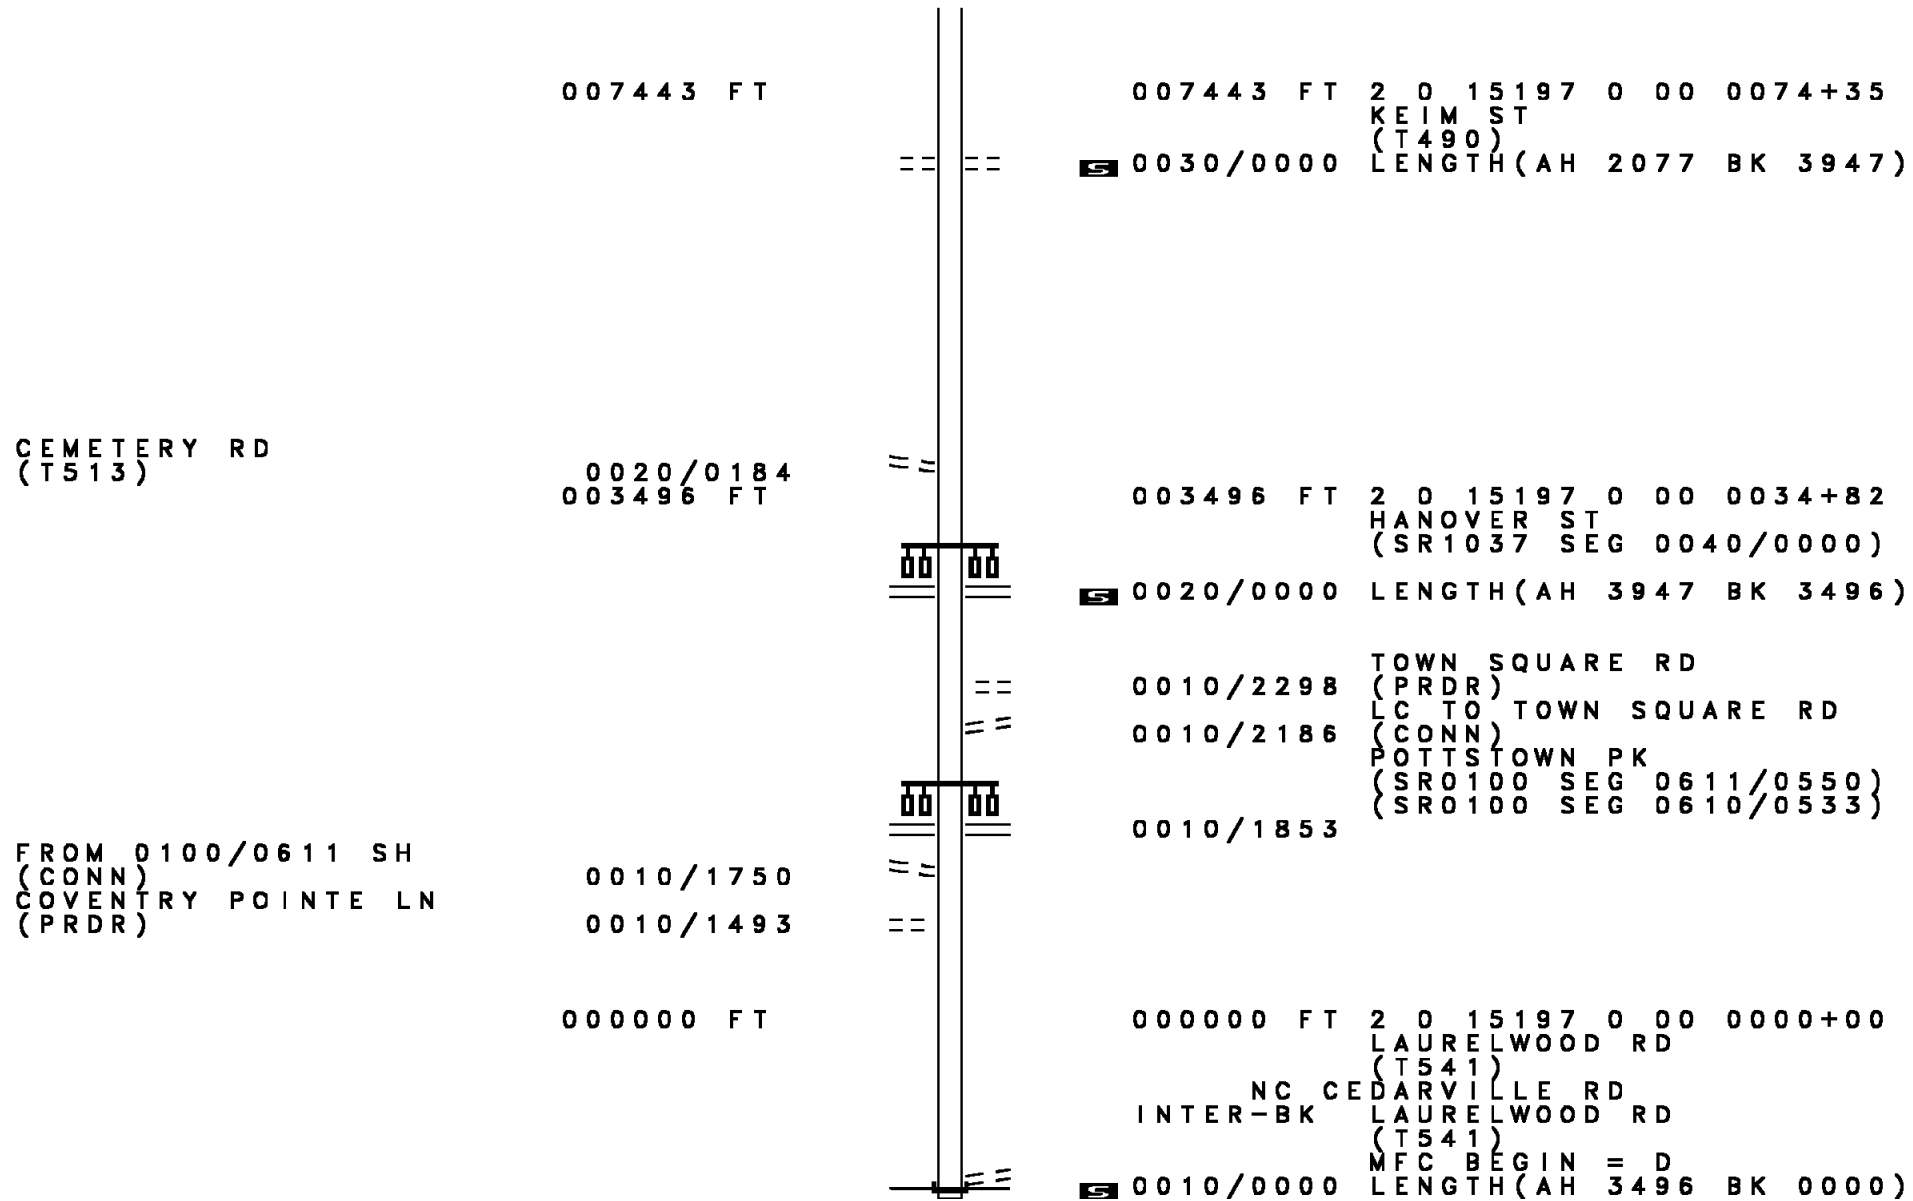 007443 FT 007443 FT 2 0 15197 0 00 0074+35
KEIM ST
(T490)
S 0030/0000 LENGTH(AH 2077 BK 3947)
CEMETERY RD
(T513) 0020/0184
003496 FT 003496 FT 2 0 15197 0 00 0034+82
HANOVER ST
(SR1037 SEG 0040/0000)
S 0020/0000 LENGTH(AH 3947 BK 3496)
TOWN SQUARE RD
0010/2298 (PRDR)
LC TO TOWN SQUARE RD
0010/2186 (CONN)
POTTSTOWN PK
(SR0100 SEG 0611/0550)
(SR0100 SEG 0610/0533)
0010/1853
FROM 0100/0611 SH
(CONN) 0010/1750
COVENTRY POINTE LN
(PRDR) 0010/1493
000000 FT 000000 FT 2 0 15197 0 00 0000+00
LAURELWOOD RD
(T541)
NC CEDARVILLE RD
INTER-BK LAURELWOOD RD
(T541)
MFC BEGIN = D
S 0010/0000 LENGTH(AH 3496 BK 0000)